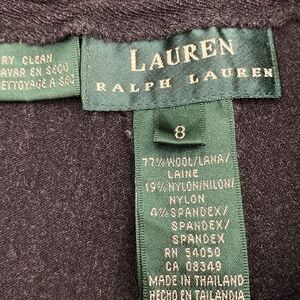 RY CLEAN
AVAR EN SECO
ETTOYAGE A SEC
LAUREN
RALPH LAUREN
8
77% WOOL/LANA/
LAINE
19% NYLON/NILON/
NYLON
4% SPANDEX/
SPANDEX/
SPANDEX
RN 54050
CA 08349
MADE IN THAILAND
HECHO EN TAILANDIA